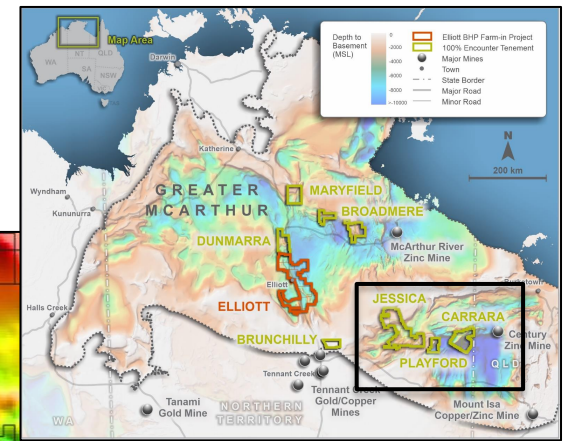 Map Area
NT
QLD
WA
SA
NSW
Darwin
Depth to
Basement
(MSL)
0
-2000
-4000
-6000
-8000
<-10000
Elliott BHP Farm-in Project
100% Encounter Tenement
Major Mines
Town
State Border
Major Road
Minor Road
N
200 km
Katherine
Wyndham
Kununurra
GREATER
MCARTHUR
MARYFIELD
BROADMERE
DUNMARRA
McArthur River
Zinc Mine
Elliott
ELLIOTT
Halls Creek
JESSICA
CARRARA
Century
Zinc Mine
PLAYFORD
QLD
BRUNCHILLY
Tennant Creek
Tennant Creek
Gold/Copper
Mines
Tanami
Gold Mine
NORTHERN
TERRITORY
Mount Isa
Copper/Zinc Mine
WA